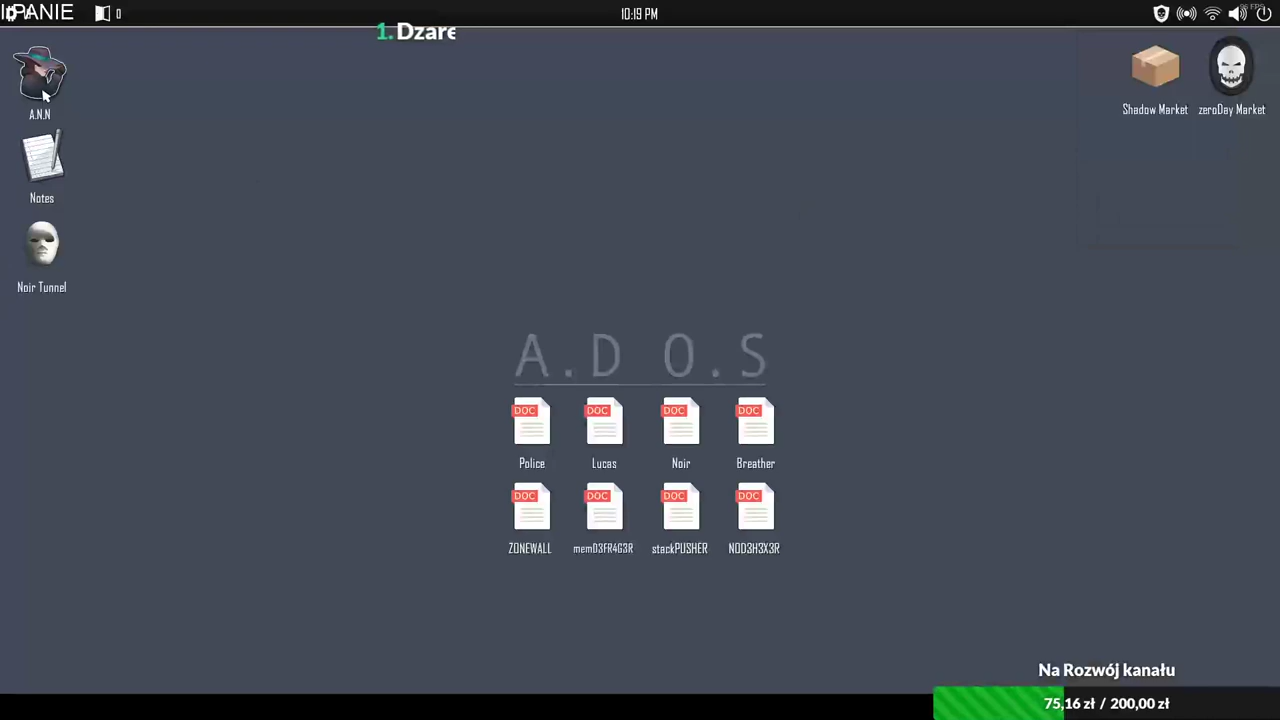 PANIE
0
10:19 PM
1. Dzare
A.N.N
Notes
Noir Tunnel
Shadow Market
zeroDay Market
A.D O.S
DOC DOC DOC DOC
Police Lucas Noir Breather
DOC DOC DOC DOC
ZONEWALL memD3FR4G3R stackPUSHER N0D3H3X3R
Na Rozwój kanału
75,16 zł / 200,00 zł